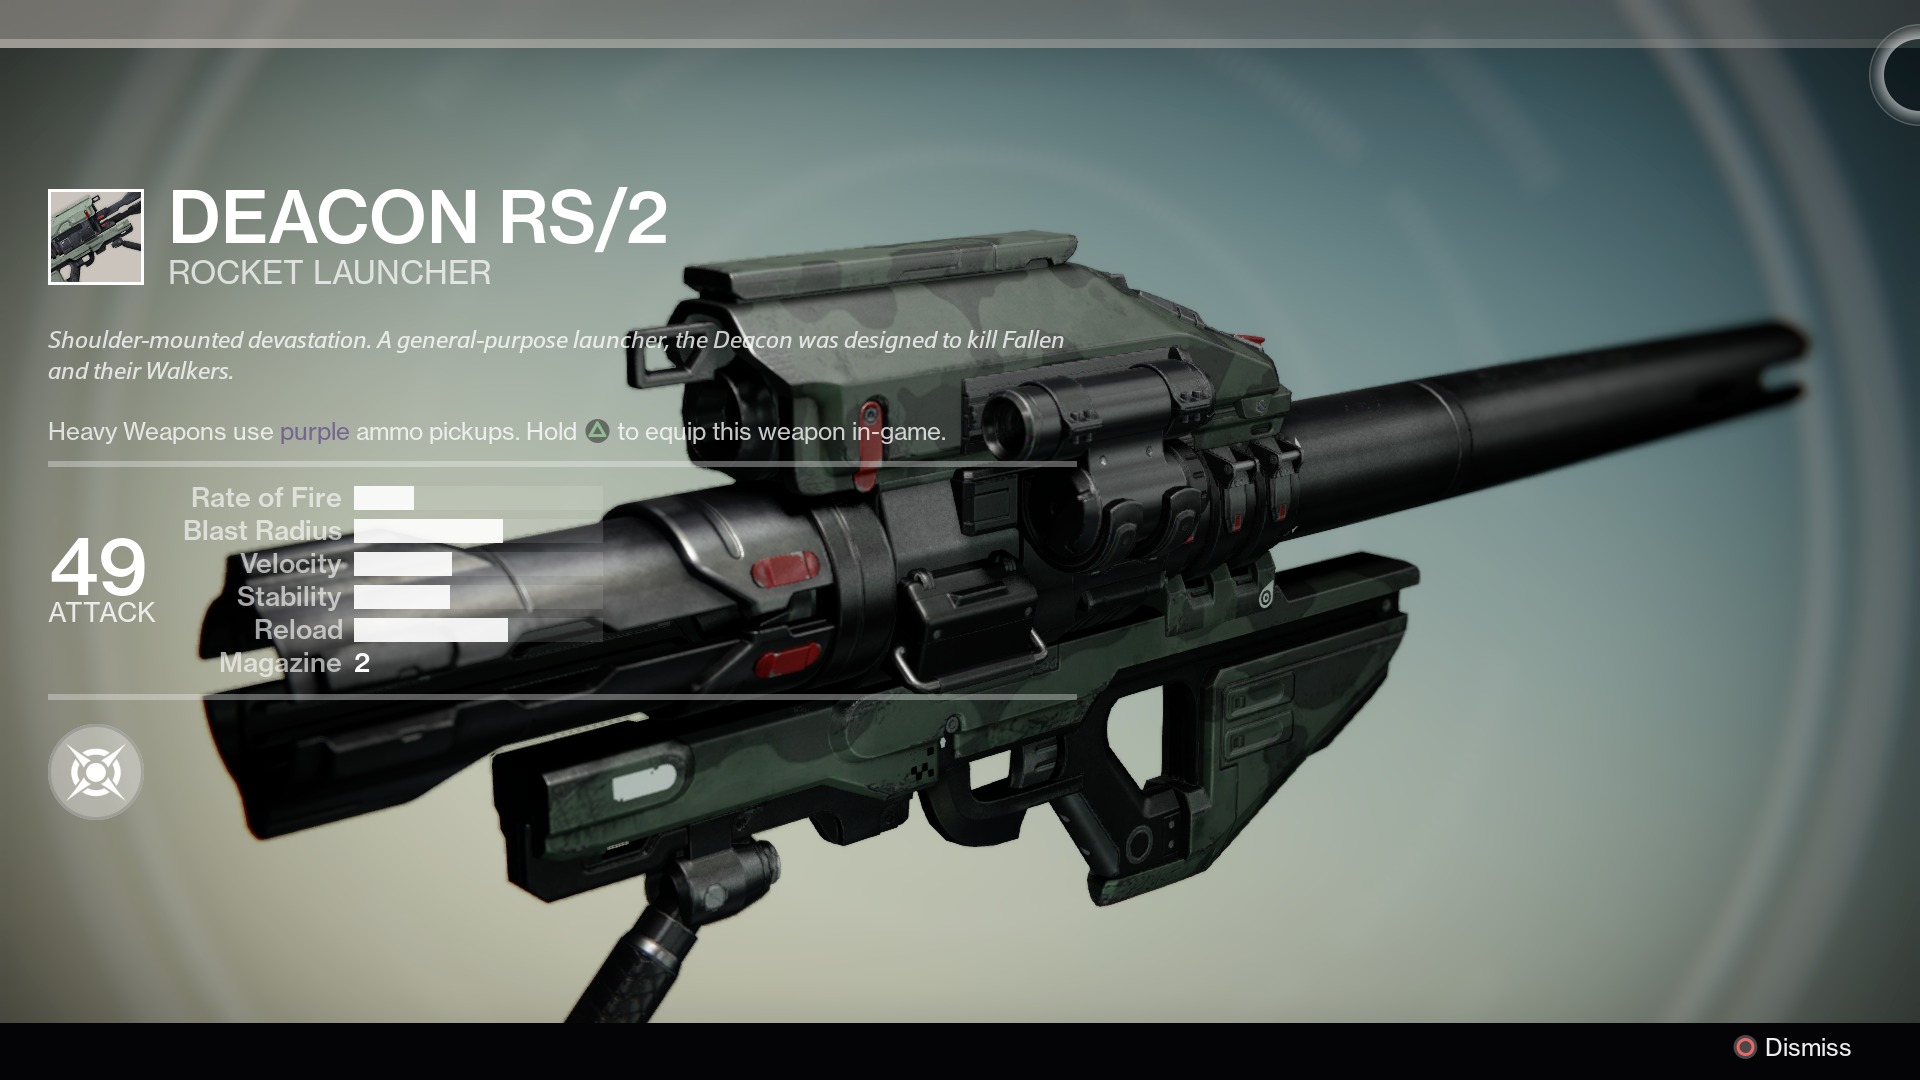 DEACON RS/2
ROCKET LAUNCHER
Shoulder-mounted devastation. A general-purpose launcher, the Deacon was designed to kill Fallen
and their Walkers.
Heavy Weapons use purple ammo pickups. Hold to equip this weapon in-game.
49
ATTACK
Rate of Fire
Blast Radius
Velocity
Stability
Reload
Magazine 2
Dismiss